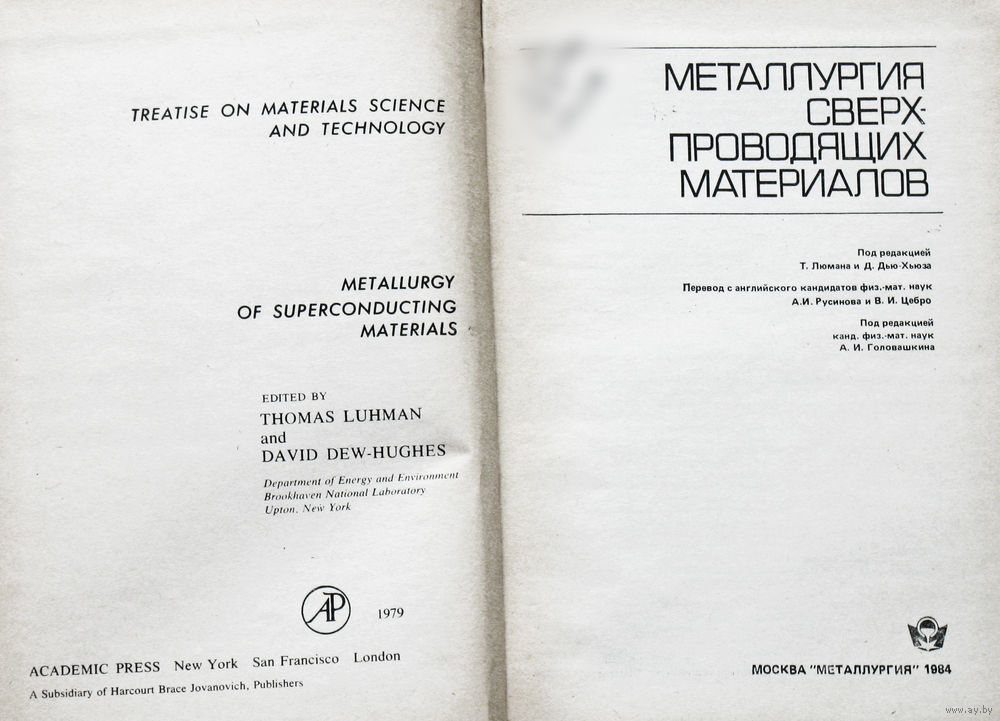 TREATISE ON MATERIALS SCIENCE
AND TECHNOLOGY
METALLURGY
OF SUPERCONDUCTING
MATERIALS
EDITED BY
THOMAS LUHMAN
and
DAVID DEW-HUGHES
Department of Energy and Environment
Brookhaven National Laboratory
Upton, New York
AP
1979
ACADEMIC PRESS New York San Francisco London
A Subsidiary of Harcourt Brace Jovanovich, Publishers
МЕТАЛЛУРГИЯ
СВЕРХ-
ПРОВОДЯЩИХ
МАТЕРИАЛОВ
Под редакцией
Т. Люмана и Д. Дью-Хьюза
Перевод с английского кандидатов физ.-мат. наук
А.И. Русинова и В. И. Цебро
Под редакцией
канд. физ.-мат. наук
А. И. Головашкина
МОСКВА "МЕТАЛЛУРГИЯ" 1984
www.ay.by